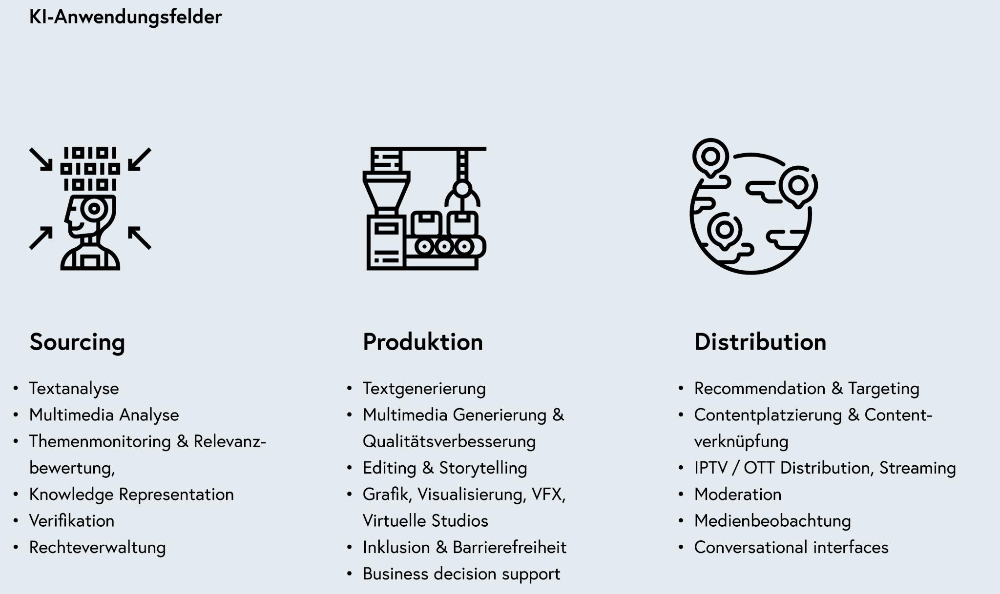 KI-Anwendungsfelder
Sourcing
• Textanalyse
• Multimedia Analyse
• Themenmonitoring & Relevanz-
bewertung,
• Knowledge Representation
• Verifikation
• Rechteverwaltung
Produktion
• Textgenerierung
• Multimedia Generierung &
Qualitätsverbesserung
• Editing & Storytelling
• Grafik, Visualisierung, VFX,
Virtuelle Studios
• Inklusion & Barrierefreiheit
• Business decision support
Distribution
• Recommendation & Targeting
• Contentplatzierung & Content-
verknüpfung
• IPTV / OTT Distribution, Streaming
• Moderation
• Medienbeobachtung
• Conversational interfaces